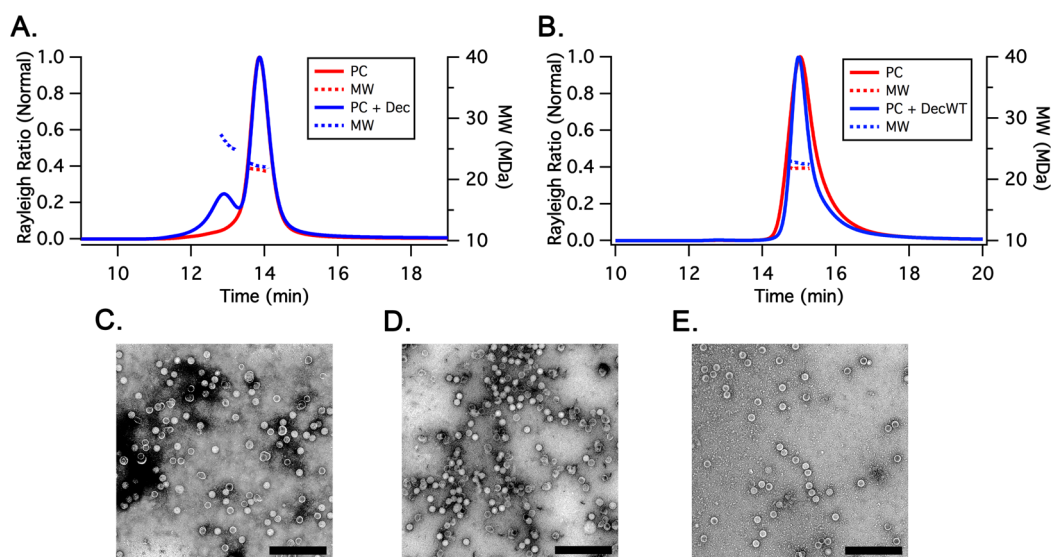 A.
Rayleigh Ratio (Normal)
1.0
0.8
0.6
0.4
0.2
0.0
10
12
14
16
18
Time (min)
40
30
20
10
MW (MDa)
PC
MW
PC + Dec
MW
B.
Rayleigh Ratio (Normal)
1.0
0.8
0.6
0.4
0.2
0.0
10
12
14
16
18
20
Time (min)
40
30
20
10
MW (MDa)
PC
MW
PC + DecWT
MW
C.
D.
E.